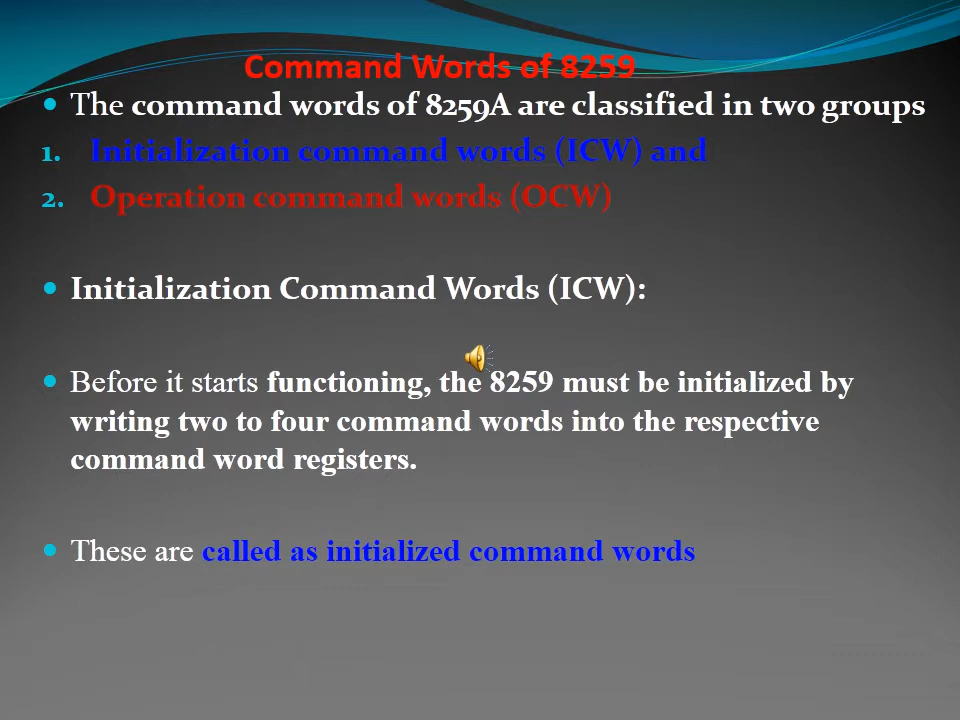 Command Words of 8259
• The command words of 8259A are classified in two groups
1. Initialization command words (ICW) and
2. Operation command words (OCW)
• Initialization Command Words (ICW):
• Before it starts functioning, the 8259 must be initialized by
writing two to four command words into the respective
command word registers.
• These are called as initialized command words